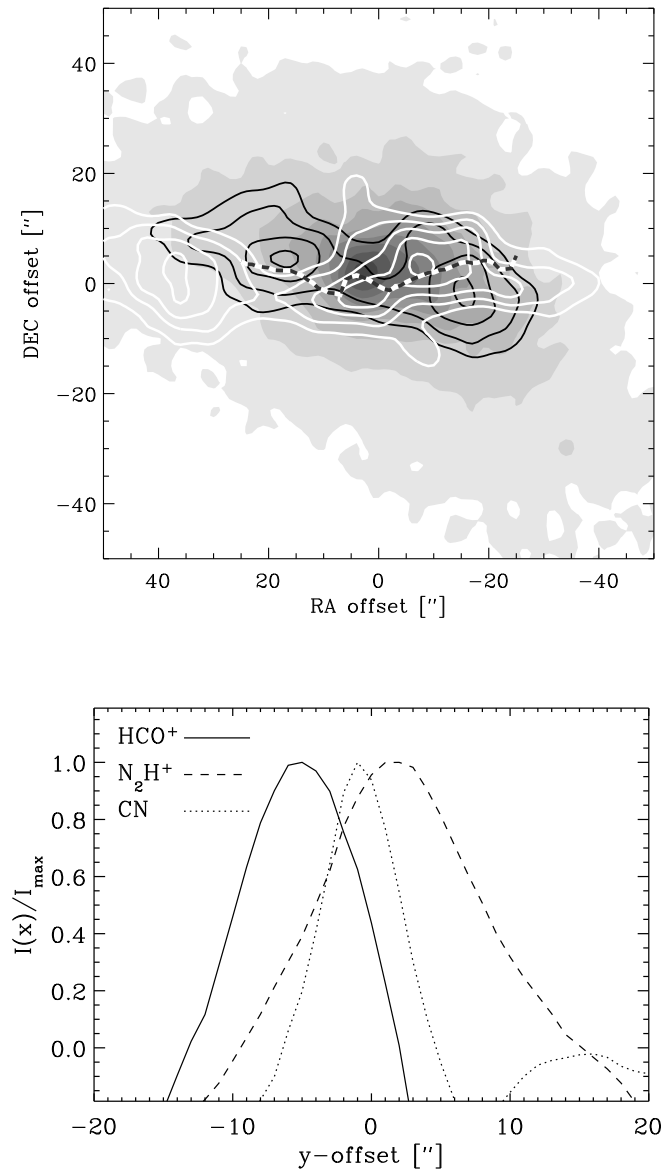 40
20
0
−20
−40
DEC offset ["]
40 20 0 −20 −40
RA offset ["]
HCO⁺
N₂H⁺
CN
1.0
0.8
0.6
0.4
0.2
0.0
I(x)/Iₘₐₓ
−20 −10 0 10 20
y−offset ["]